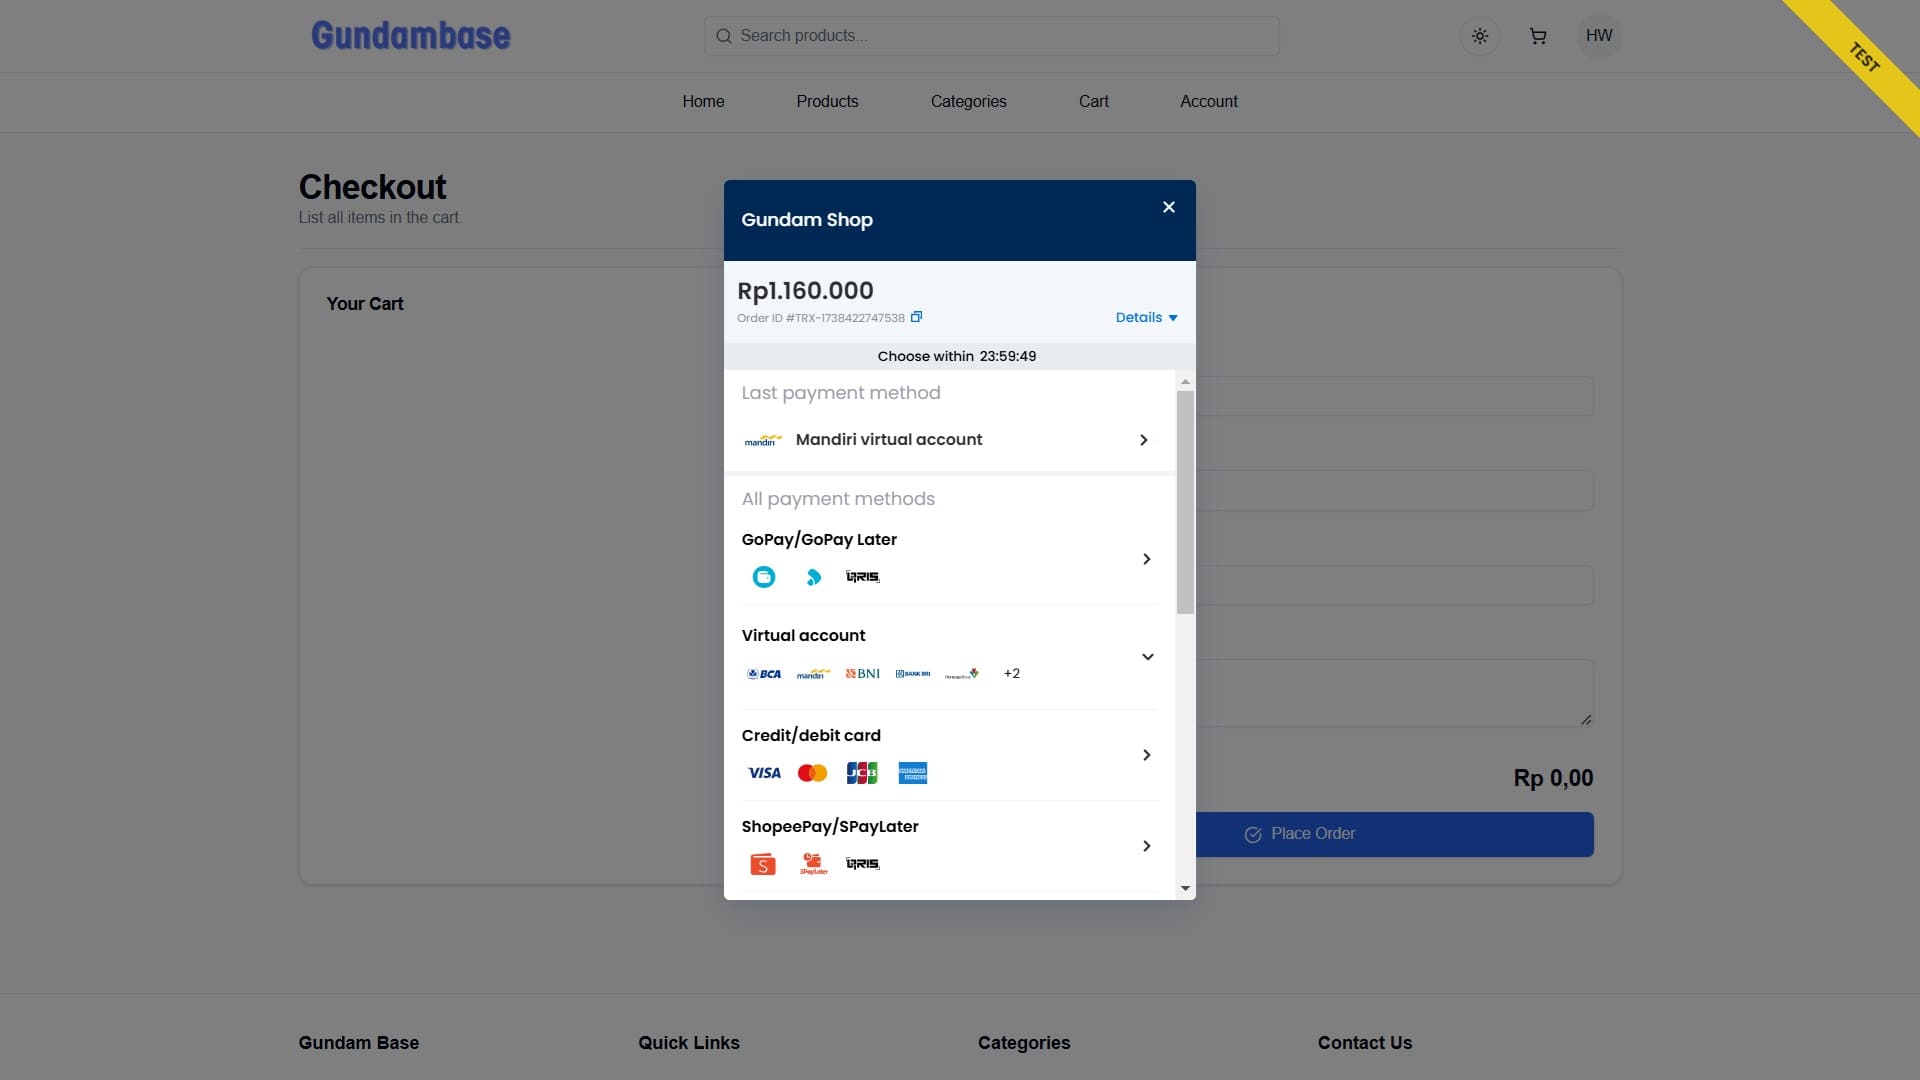 Gundambase
Search products...
HW
TEST
Home
Products
Categories
Cart
Account
Checkout
List all items in the cart.
Your Cart
Gundam Shop
Rp1.160.000
Order ID #TRX-1738422747538
Details
Choose within 23:59:49
Last payment method
mandiri
Mandiri virtual account
All payment methods
GoPay/GoPay Later
QRIS
Virtual account
BCA
mandiri
BNI
BANK BRI
+2
Credit/debit card
VISA
JCB
ShopeePay/SPayLater
S
SPayLater
QRIS
Rp 0,00
Place Order
Gundam Base
Quick Links
Categories
Contact Us